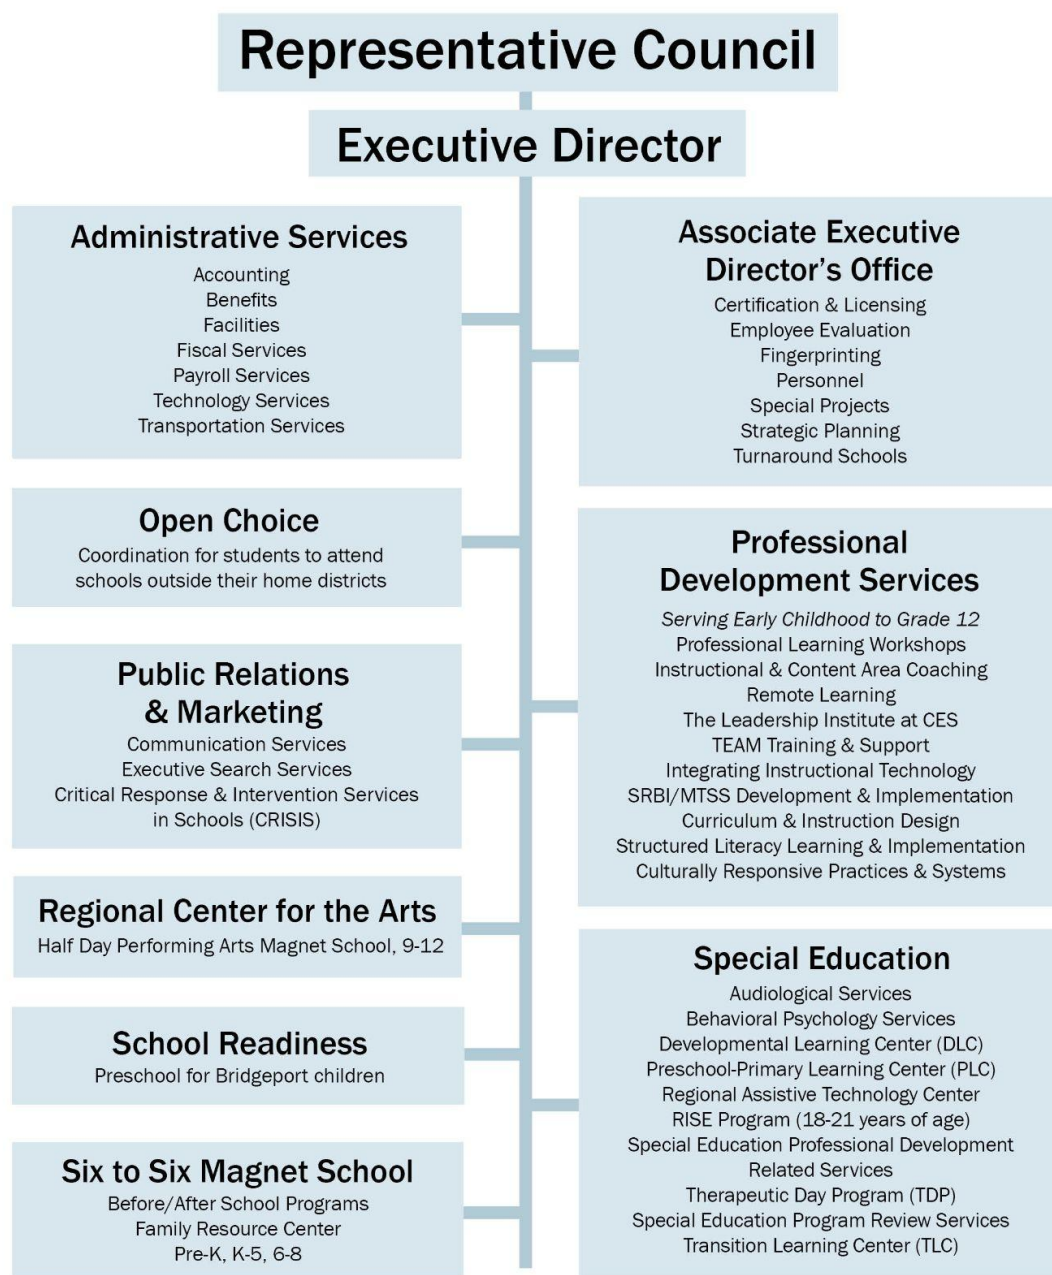 Representative Council
Executive Director
Administrative Services
Accounting
Benefits
Facilities
Fiscal Services
Payroll Services
Technology Services
Transportation Services
Open Choice
Coordination for students to attend
schools outside their home districts
Public Relations
& Marketing
Communication Services
Executive Search Services
Critical Response & Intervention Services
in Schools (CRISIS)
Regional Center for the Arts
Half Day Performing Arts Magnet School, 9-12
School Readiness
Preschool for Bridgeport children
Six to Six Magnet School
Before/After School Programs
Family Resource Center
Pre-K, K-5, 6-8
Associate Executive
Director's Office
Certification & Licensing
Employee Evaluation
Fingerprinting
Personnel
Special Projects
Strategic Planning
Turnaround Schools
Professional
Development Services
Serving Early Childhood to Grade 12
Professional Learning Workshops
Instructional & Content Area Coaching
Remote Learning
The Leadership Institute at CES
TEAM Training & Support
Integrating Instructional Technology
SRBI/MTSS Development & Implementation
Curriculum & Instruction Design
Structured Literacy Learning & Implementation
Culturally Responsive Practices & Systems
Special Education
Audiological Services
Behavioral Psychology Services
Developmental Learning Center (DLC)
Preschool-Primary Learning Center (PLC)
Regional Assistive Technology Center
RISE Program (18-21 years of age)
Special Education Professional Development
Related Services
Therapeutic Day Program (TDP)
Special Education Program Review Services
Transition Learning Center (TLC)